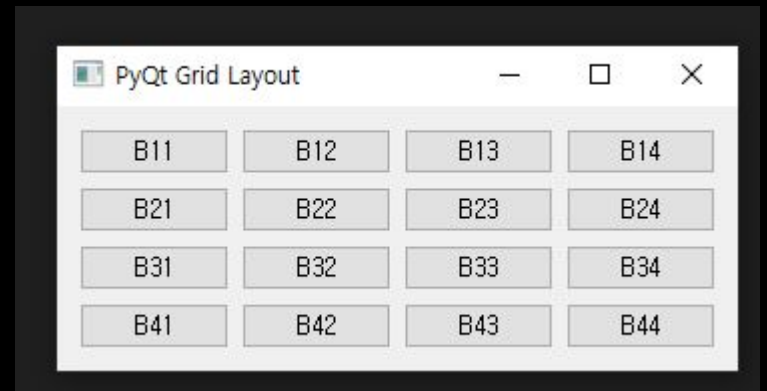 PyQt Grid Layout
B11 B12 B13 B14
B21 B22 B23 B24
B31 B32 B33 B34
B41 B42 B43 B44